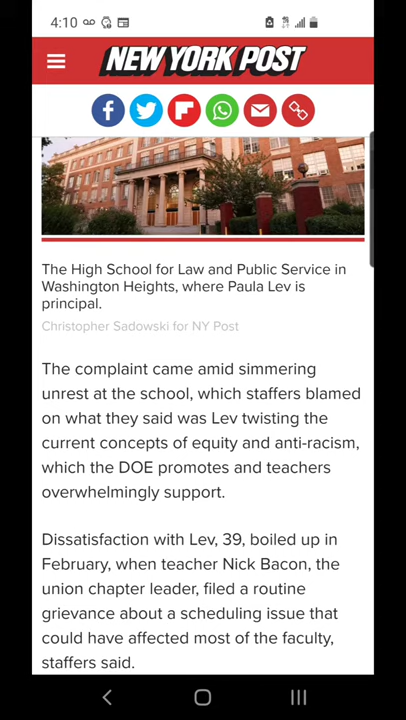 4:10
NEW YORK POST
The High School for Law and Public Service in
Washington Heights, where Paula Lev is
principal.
Christopher Sadowski for NY Post
The complaint came amid simmering
unrest at the school, which staffers blamed
on what they said was Lev twisting the
current concepts of equity and anti-racism,
which the DOE promotes and teachers
overwhelmingly support.
Dissatisfaction with Lev, 39, boiled up in
February, when teacher Nick Bacon, the
union chapter leader, filed a routine
grievance about a scheduling issue that
could have affected most of the faculty,
staffers said.